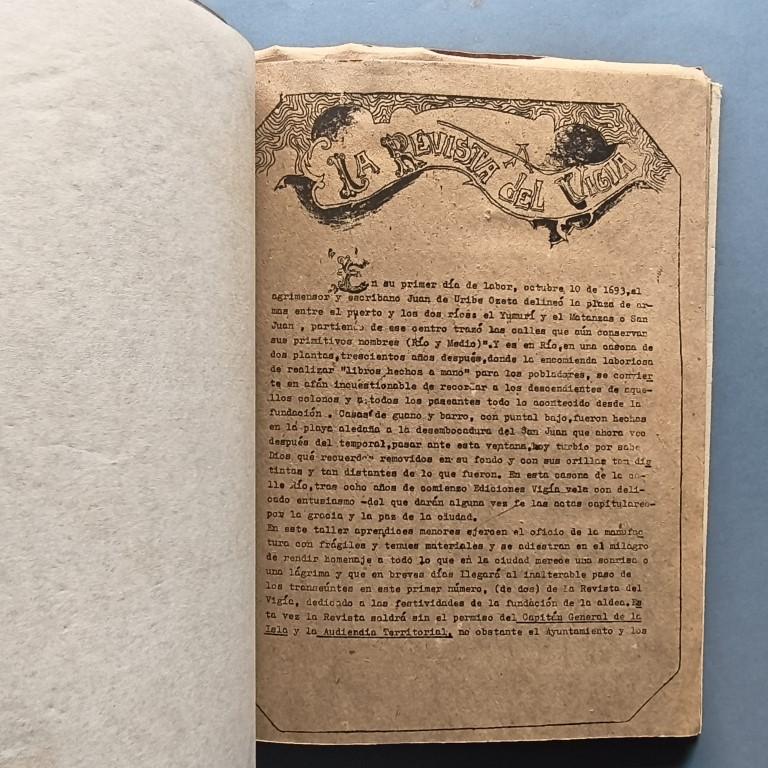 LA REVISTA DEL VIGIA
En su primer día de labor, octubre 10 de 1693,el
agrimensor y escribano Juan de Uribe Ozeta delineó la plaza de ar-
mas entre el puerto y los dos ríos: el Yumurí y el Matanzas o San
Juan , partiendo de ese centro trazó las calles que aún conservan
sus primitivos nombres (Río y Medio)".Y es en Río,en una casona de
dos plantas,trescientos años después,donde la encomienda laboriosa
de realizar "libros hechos a mano" para los pobladores, se convier
te en afán incuestionable de recordar a los descendientes de aque-
llos colonos y a todos los paseantes todo lo acontecido desde la
fundación . Casas de guano y barro, con puntal bajo,fueron hechas
en la playa aledaña a la desembocadura del San Juan que ahora veo
después del temporal,pasar ante esta ventana,hoy turbio por sabe
Dios qué recuerdos removidos en su fondo y con sus orillas tan dis
tintas y tan distantes de lo que fueron. En esta casona de la ca-
lle Río,tras ocho años de comienzo Ediciones Vigía vela con deli-
cado entusiasmo -del que darán alguna vez fe las actas capitulares-
por la gracia y la paz de la ciudad.
En este taller aprendices menores ejercen el oficio de la manufac
tura con frágiles y tenues materiales y se adiestran en el milagro
de rendir homenaje a todo lo que en la ciudad merece una sonrisa o
una lágrima y que en breves días llegará al inalterable paso de
los transeúntes en este primer número, (de dos) de la Revista del
Vigía, dedicado a las festividades de la fundación de la aldea.Es
ta vez la Revista saldrá sin el permiso del Capitán General de la
Isla y la Audiencia Territorial, no obstante el Ayuntamiento y los